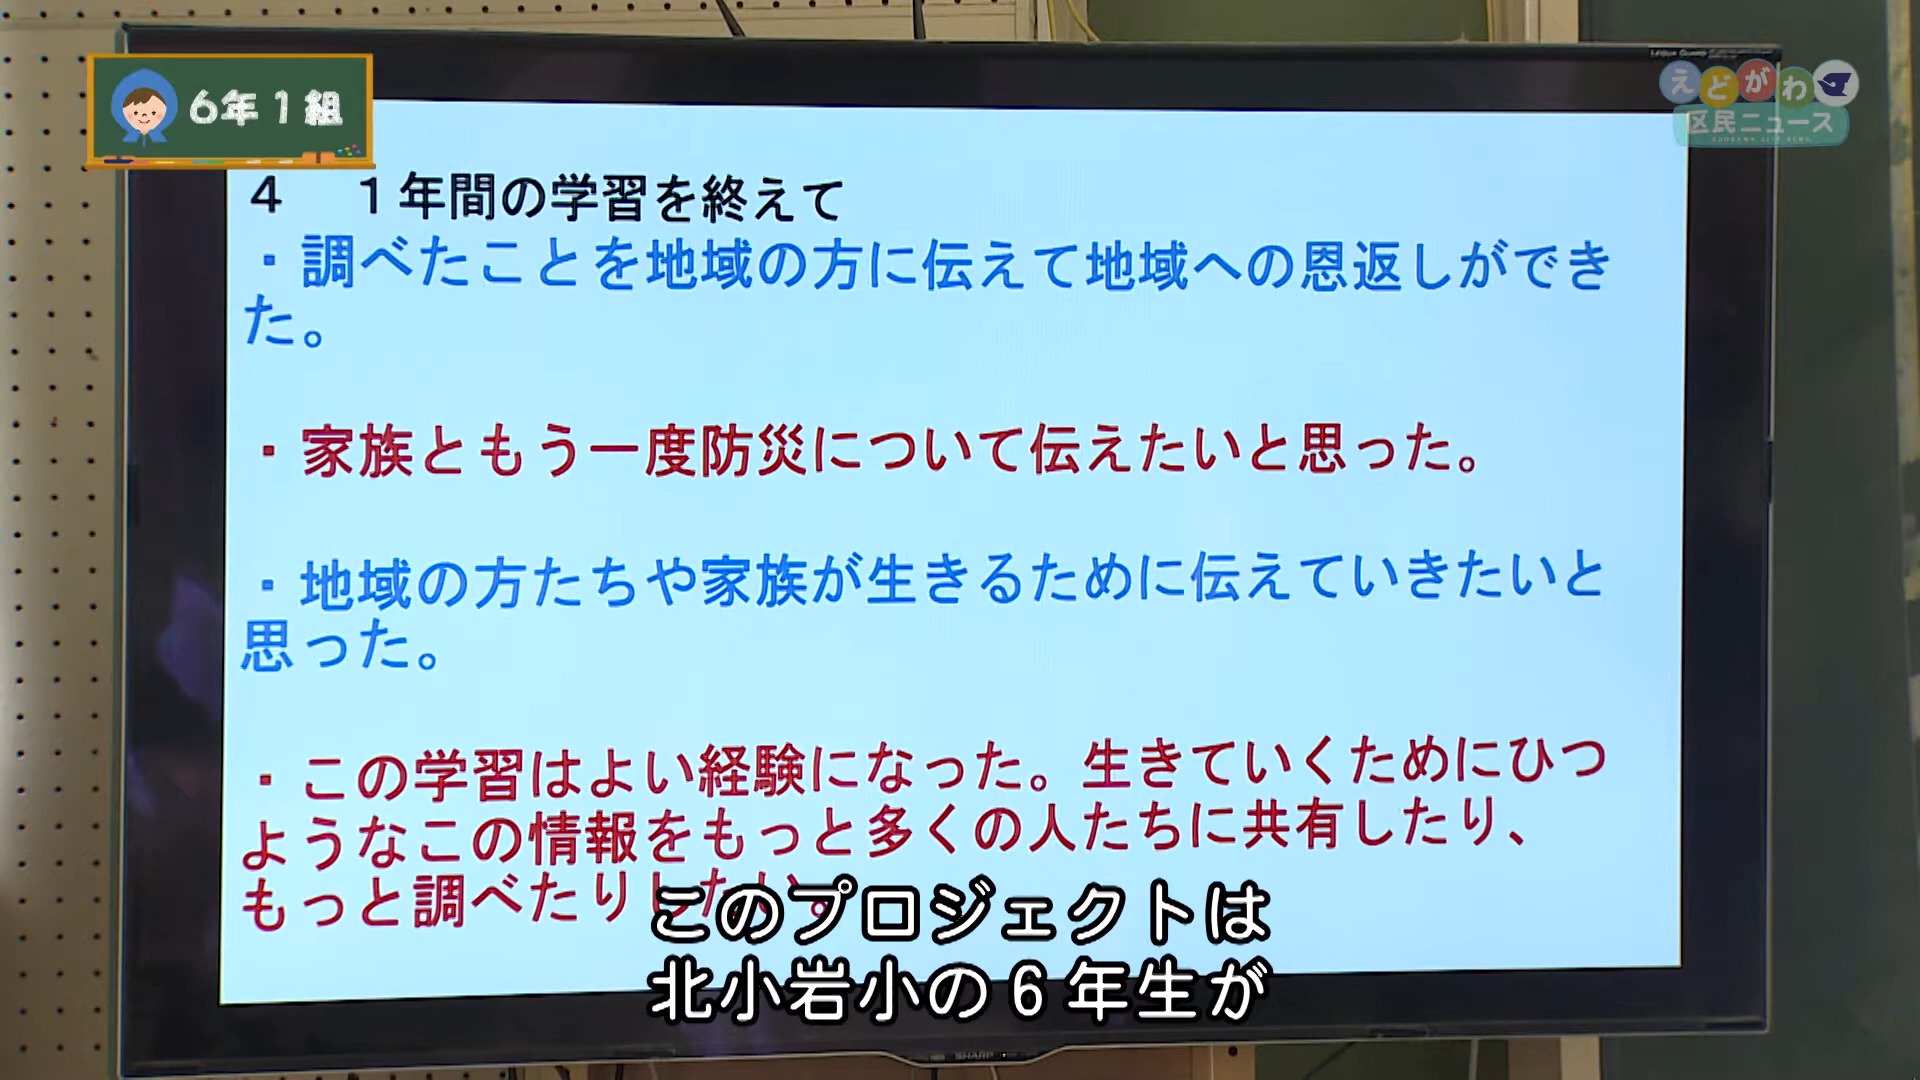 6年1組
えどがわ
区民ニュース
4　1年間の学習を終えて
・調べたことを地域の方に伝えて地域への恩返しができ
た。
・家族ともう一度防災について伝えたいと思った。
・地域の方たちや家族が生きるために伝えていきたいと
思った。
・この学習はよい経験になった。生きていくためにひつ
ようなこの情報をもっと多くの人たちに共有したり、
もっと調べたりしたい。
このプロジェクトは
北小岩小の6年生が
SHARP